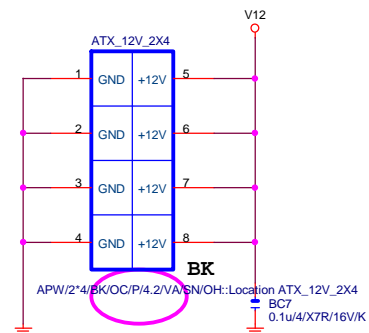 V12
ATX_12V_2X4
1 GND +12V 5
2 GND +12V 6
3 GND +12V 7
4 GND +12V 8
BK
APW/2*4/BK/OC/P/4.2/VA/SN/OH::Location ATX_12V_2X4
BC7
0.1u/4/X7R/16V/K